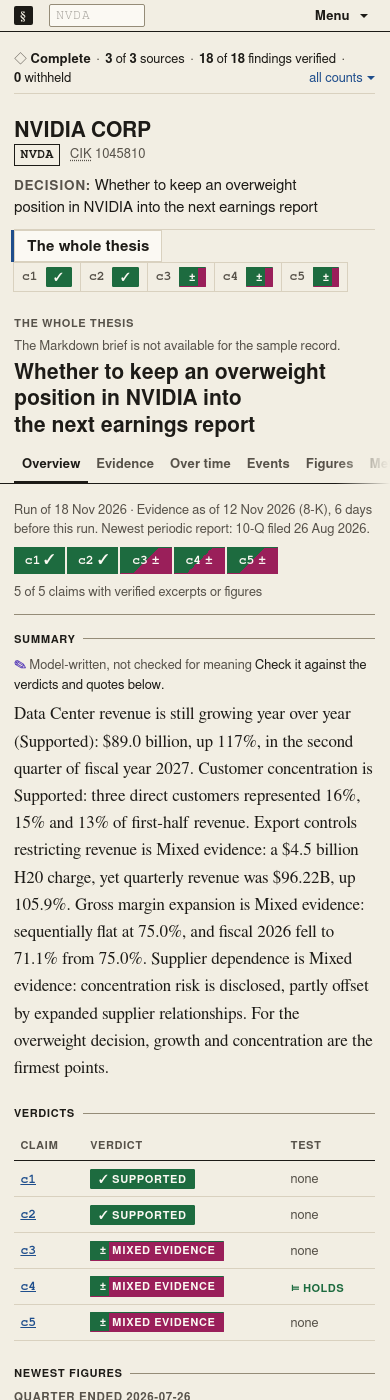 § NVDA Menu
◇ Complete · 3 of 3 sources · 18 of 18 findings verified ·
0 withheld all counts
NVIDIA CORP
NVDA CIK 1045810
DECISION: Whether to keep an overweight
position in NVIDIA into the next earnings report
The whole thesis
c1 ✓ c2 ✓ c3 ± c4 ± c5 ±
THE WHOLE THESIS
The Markdown brief is not available for the sample record.
Whether to keep an overweight
position in NVIDIA into
the next earnings report
Overview Evidence Over time Events Figures Me
Run of 18 Nov 2026 · Evidence as of 12 Nov 2026 (8-K), 6 days
before this run. Newest periodic report: 10-Q filed 26 Aug 2026.
c1 ✓ c2 ✓ c3 ± c4 ± c5 ±
5 of 5 claims with verified excerpts or figures
SUMMARY
✎ Model-written, not checked for meaning Check it against the
verdicts and quotes below.
Data Center revenue is still growing year over year
(Supported): $89.0 billion, up 117%, in the second
quarter of fiscal year 2027. Customer concentration is
Supported: three direct customers represented 16%,
15% and 13% of first-half revenue. Export controls
restricting revenue is Mixed evidence: a $4.5 billion
H20 charge, yet quarterly revenue was $96.22B, up
105.9%. Gross margin expansion is Mixed evidence:
sequentially flat at 75.0%, and fiscal 2026 fell to
71.1% from 75.0%. Supplier dependence is Mixed
evidence: concentration risk is disclosed, partly offset
by expanded supplier relationships. For the
overweight decision, growth and concentration are the
firmest points.
VERDICTS
CLAIM VERDICT TEST
c1 ✓ SUPPORTED none
c2 ✓ SUPPORTED none
c3 ± MIXED EVIDENCE none
c4 ± MIXED EVIDENCE ⊨ HOLDS
c5 ± MIXED EVIDENCE none
NEWEST FIGURES
QUARTER ENDED 2026-07-26